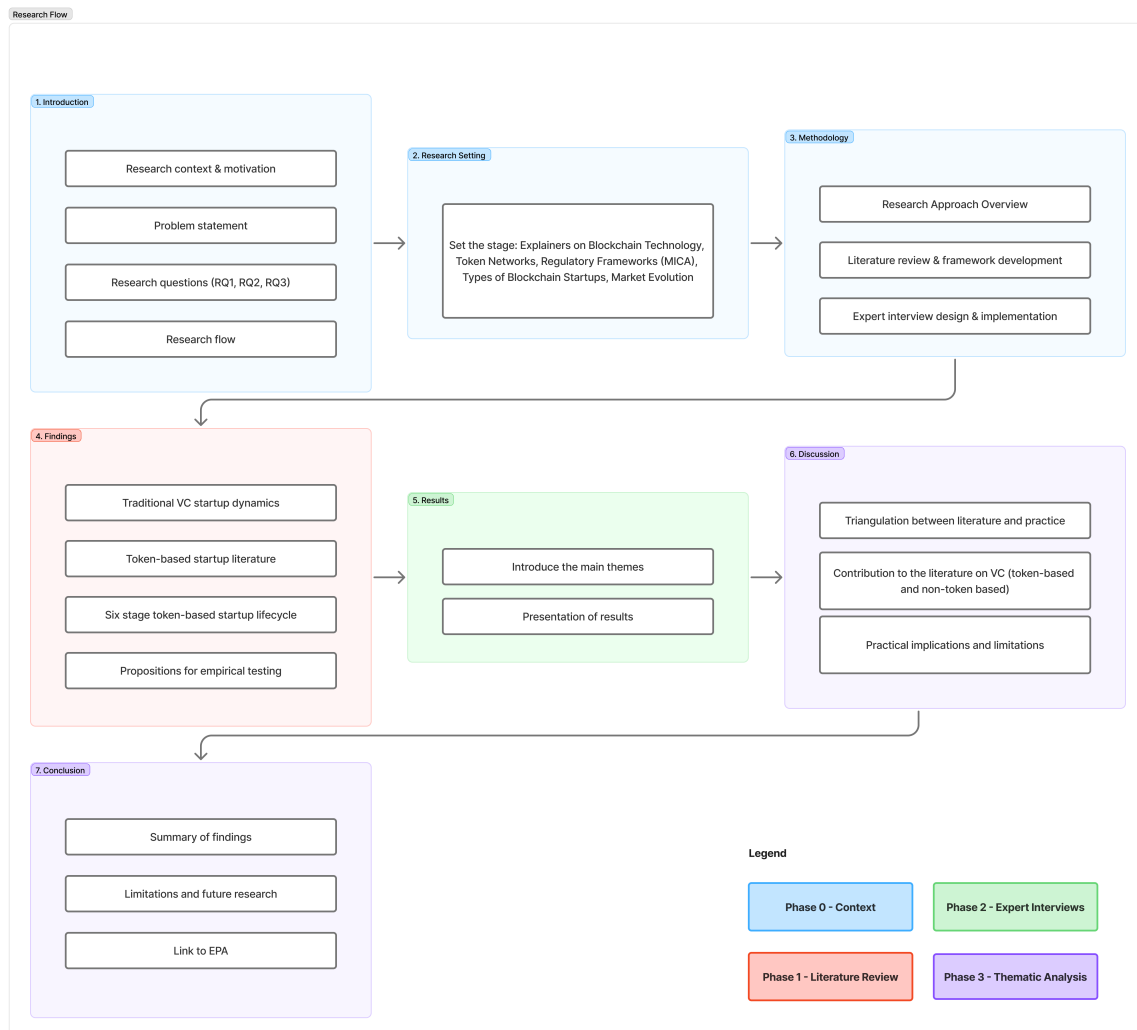 Research Flow
1. Introduction
Research context & motivation
Problem statement
Research questions (RQ1, RQ2, RQ3)
Research flow
2. Research Setting
Set the stage: Explainers on Blockchain Technology,
Token Networks, Regulatory Frameworks (MICA),
Types of Blockchain Startups, Market Evolution
3. Methodology
Research Approach Overview
Literature review & framework development
Expert interview design & implementation
4. Findings
Traditional VC startup dynamics
Token-based startup literature
Six stage token-based startup lifecycle
Propositions for empirical testing
5. Results
Introduce the main themes
Presentation of results
6. Discussion
Triangulation between literature and practice
Contribution to the literature on VC (token-based
and non-token based)
Practical implications and limitations
7. Conclusion
Summary of findings
Limitations and future research
Link to EPA
Legend
Phase 0 - Context
Phase 2 - Expert Interviews
Phase 1 - Literature Review
Phase 3 - Thematic Analysis